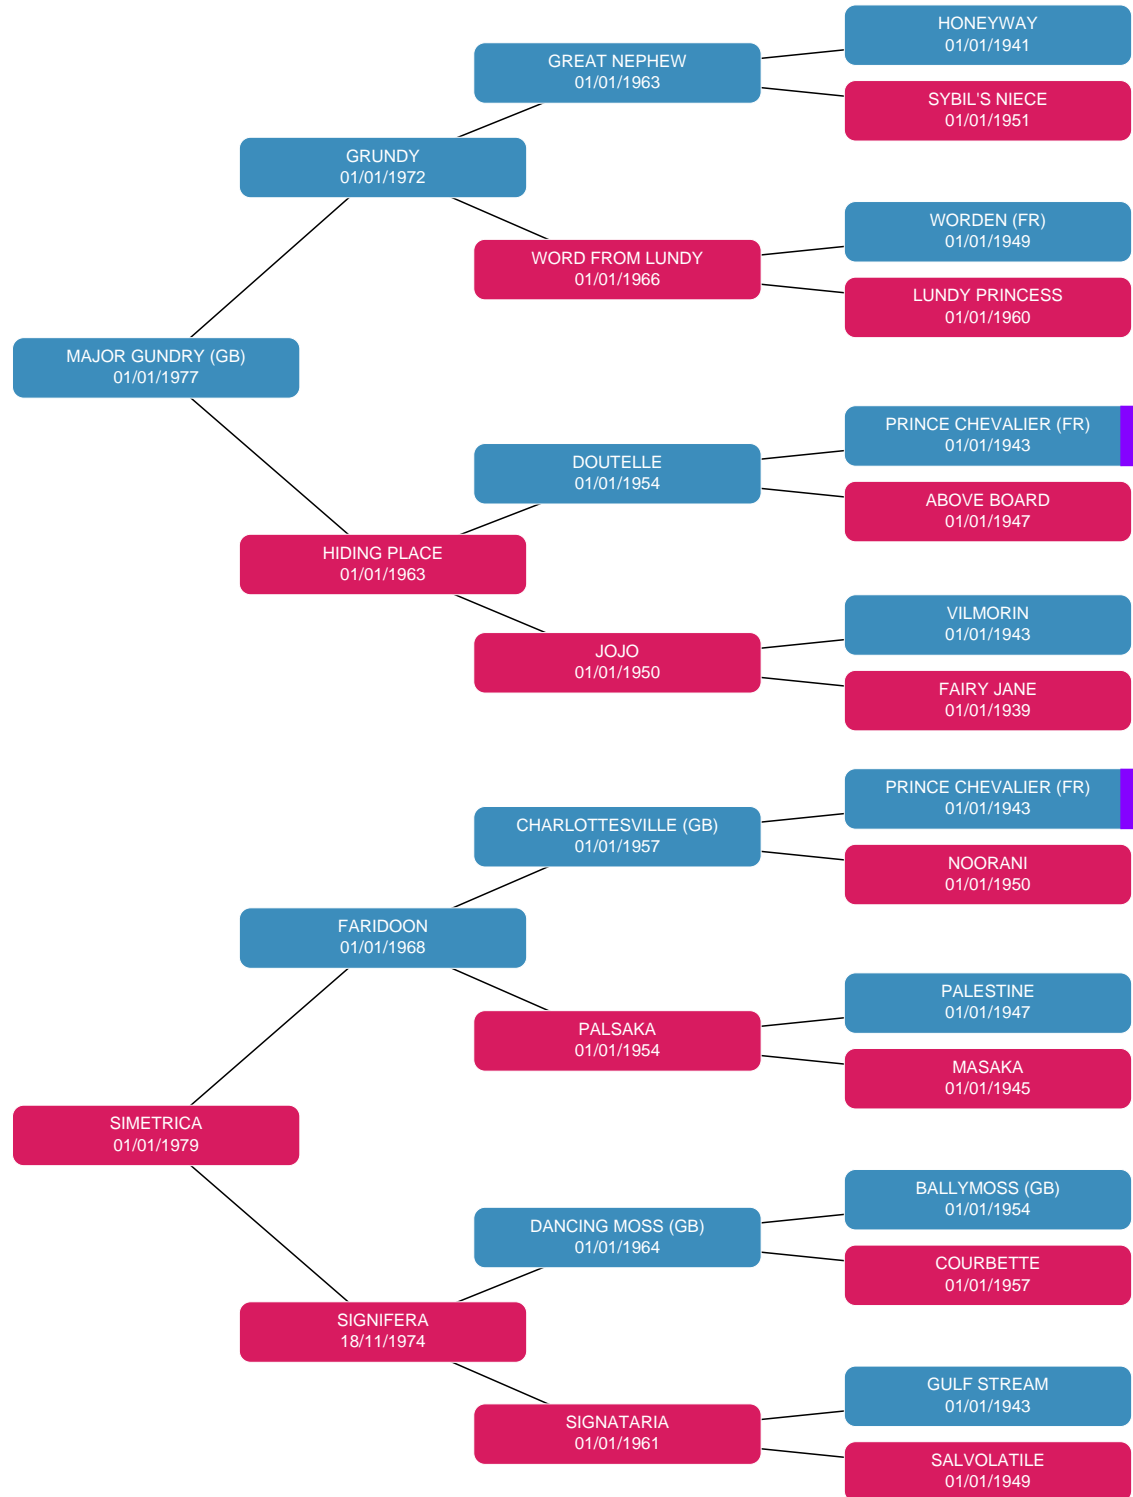 HONEYWAY
01/01/1941
GREAT NEPHEW
01/01/1963
SYBIL'S NIECE
01/01/1951
GRUNDY
01/01/1972
WORDEN (FR)
01/01/1949
WORD FROM LUNDY
01/01/1966
LUNDY PRINCESS
01/01/1960
MAJOR GUNDRY (GB)
01/01/1977
PRINCE CHEVALIER (FR)
01/01/1943
DOUTELLE
01/01/1954
ABOVE BOARD
01/01/1947
HIDING PLACE
01/01/1963
VILMORIN
01/01/1943
JOJO
01/01/1950
FAIRY JANE
01/01/1939
PRINCE CHEVALIER (FR)
01/01/1943
CHARLOTTESVILLE (GB)
01/01/1957
NOORANI
01/01/1950
FARIDOON
01/01/1968
PALESTINE
01/01/1947
PALSAKA
01/01/1954
MASAKA
01/01/1945
SIMETRICA
01/01/1979
BALLYMOSS (GB)
01/01/1954
DANCING MOSS (GB)
01/01/1964
COURBETTE
01/01/1957
SIGNIFERA
18/11/1974
GULF STREAM
01/01/1943
SIGNATARIA
01/01/1961
SALVOLATILE
01/01/1949